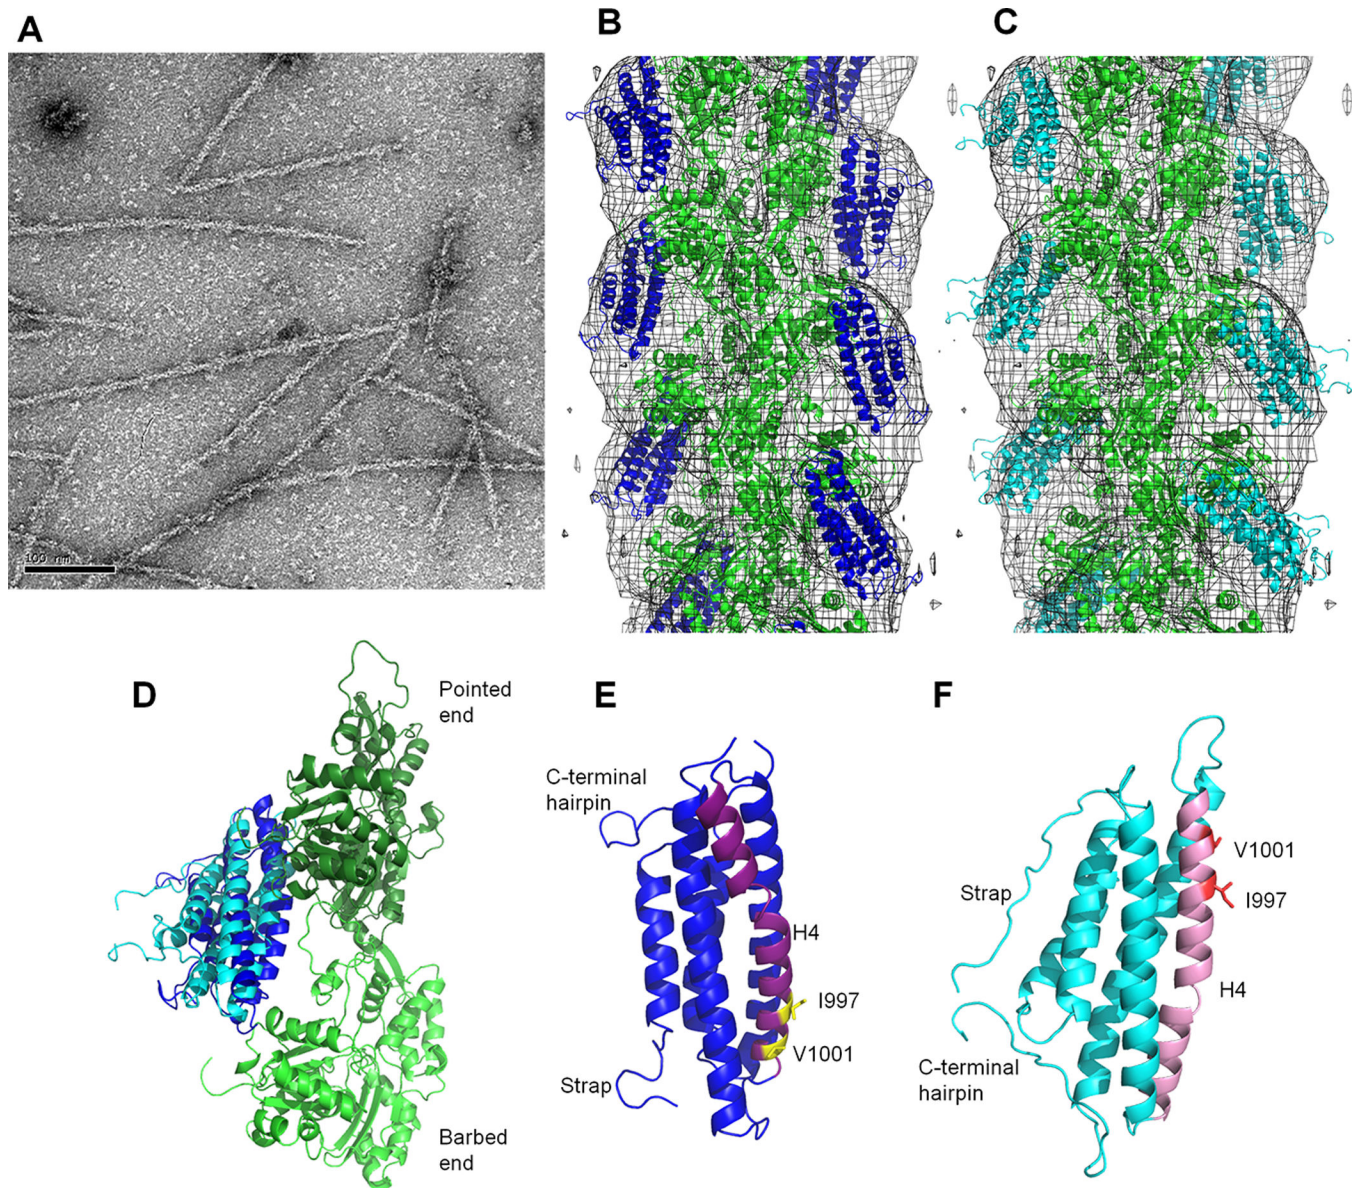 A
B
C
100 nm
D
Pointed
end
Barbed
end
E
C-terminal
hairpin
H4
I997
V1001
Strap
F
V1001
I997
Strap
H4
C-terminal
hairpin